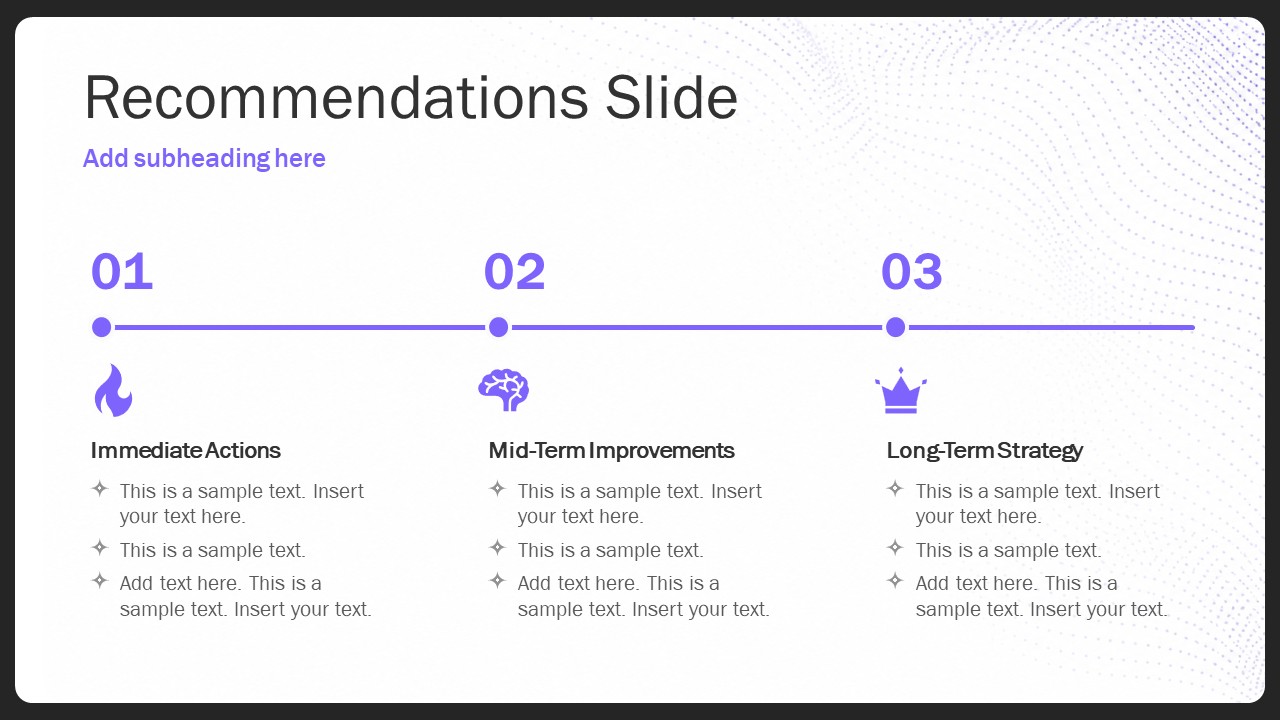 Recommendations Slide
Add subheading here
01
02
03
Immediate Actions
This is a sample text. Insert
your text here.
This is a sample text.
Add text here. This is a
sample text. Insert your text.
Mid-Term Improvements
This is a sample text. Insert
your text here.
This is a sample text.
Add text here. This is a
sample text. Insert your text.
Long-Term Strategy
This is a sample text. Insert
your text here.
This is a sample text.
Add text here. This is a
sample text. Insert your text.